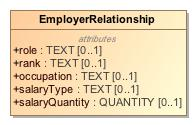 EmployerRelationship
attributes
+role : TEXT [0..1]
+rank : TEXT [0..1]
+occupation : TEXT [0..1]
+salaryType : TEXT [0..1]
+salaryQuantity : QUANTITY [0..1]